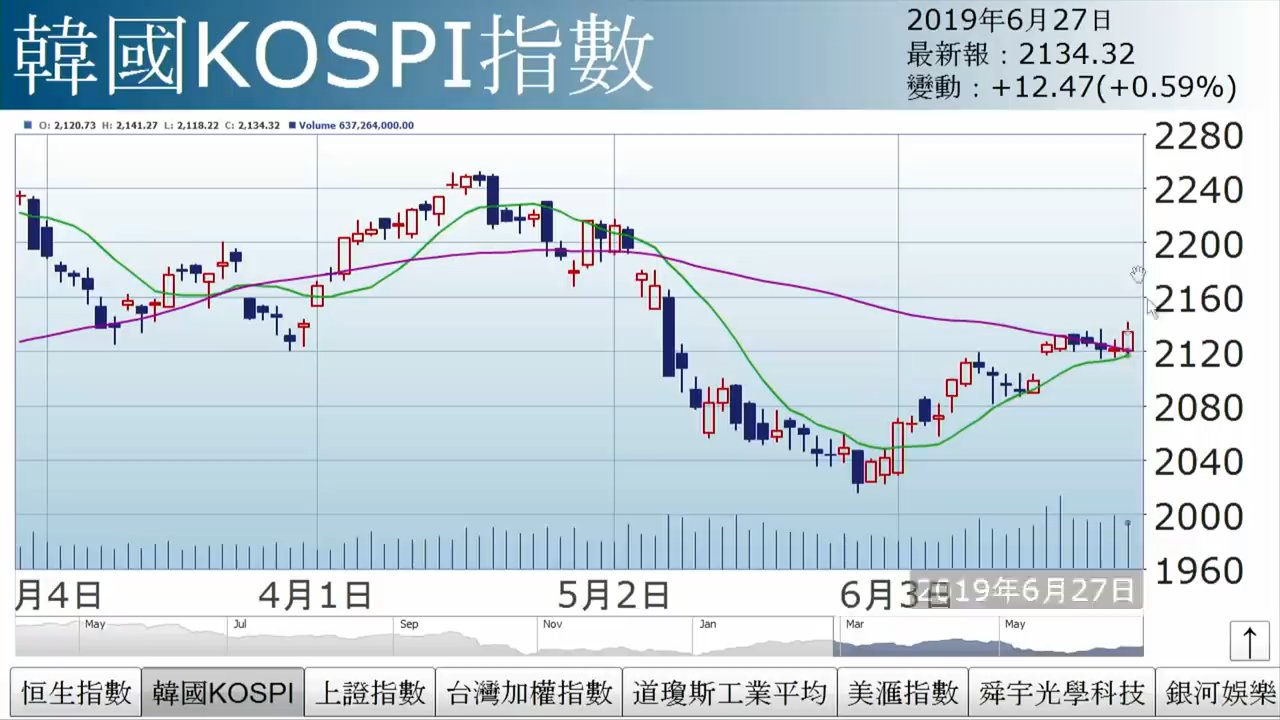 韓國KOSPI指數
2019年6月27日
最新報：2134.32
變動：+12.47(+0.59%)
O: 2,120.73 H: 2,141.27 L: 2,118.22 C: 2,134.32 Volume 637,264,000.00
2280
2240
2200
2160
2120
2080
2040
2000
1960
月4日 4月1日 5月2日 6月3日 2019年6月27日
May Jul Sep Nov Jan Mar May
↑
恒生指數 韓國KOSPI 上證指數 台灣加權指數 道瓊斯工業平均 美滙指數 舜宇光學科技 銀河娛樂